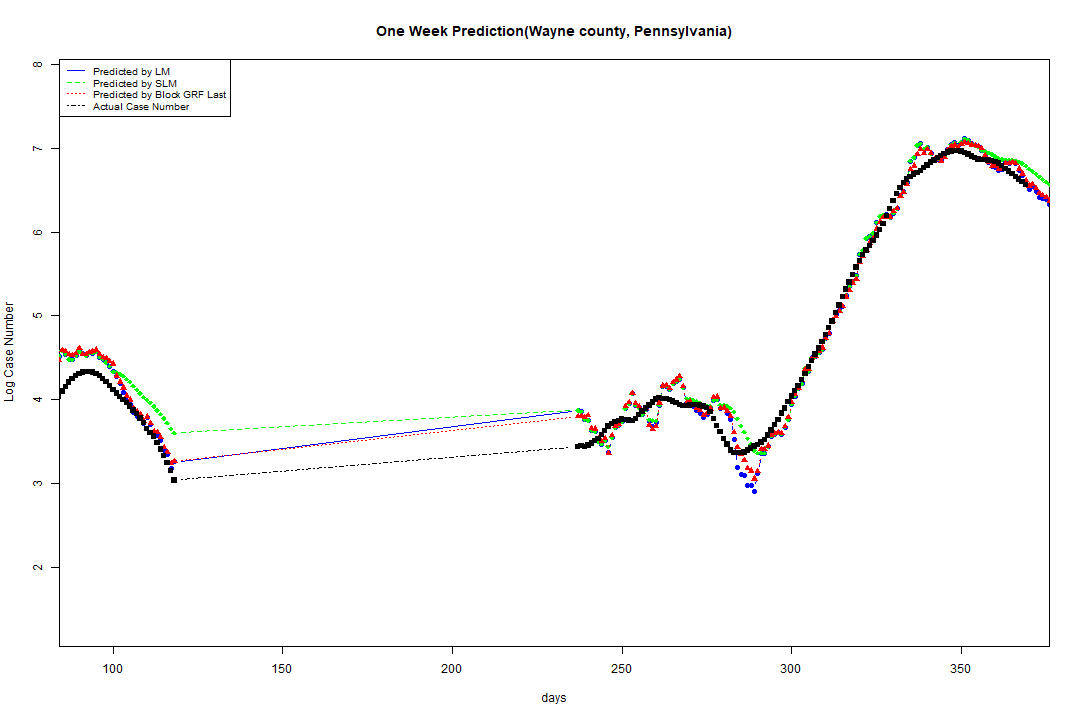 One Week Prediction(Wayne county, Pennsylvania)
Predicted by LM
Predicted by SLM
Predicted by Block GRF Last
Actual Case Number
8
7
6
5
4
3
2
Log Case Number
100
150
200
250
300
350
days